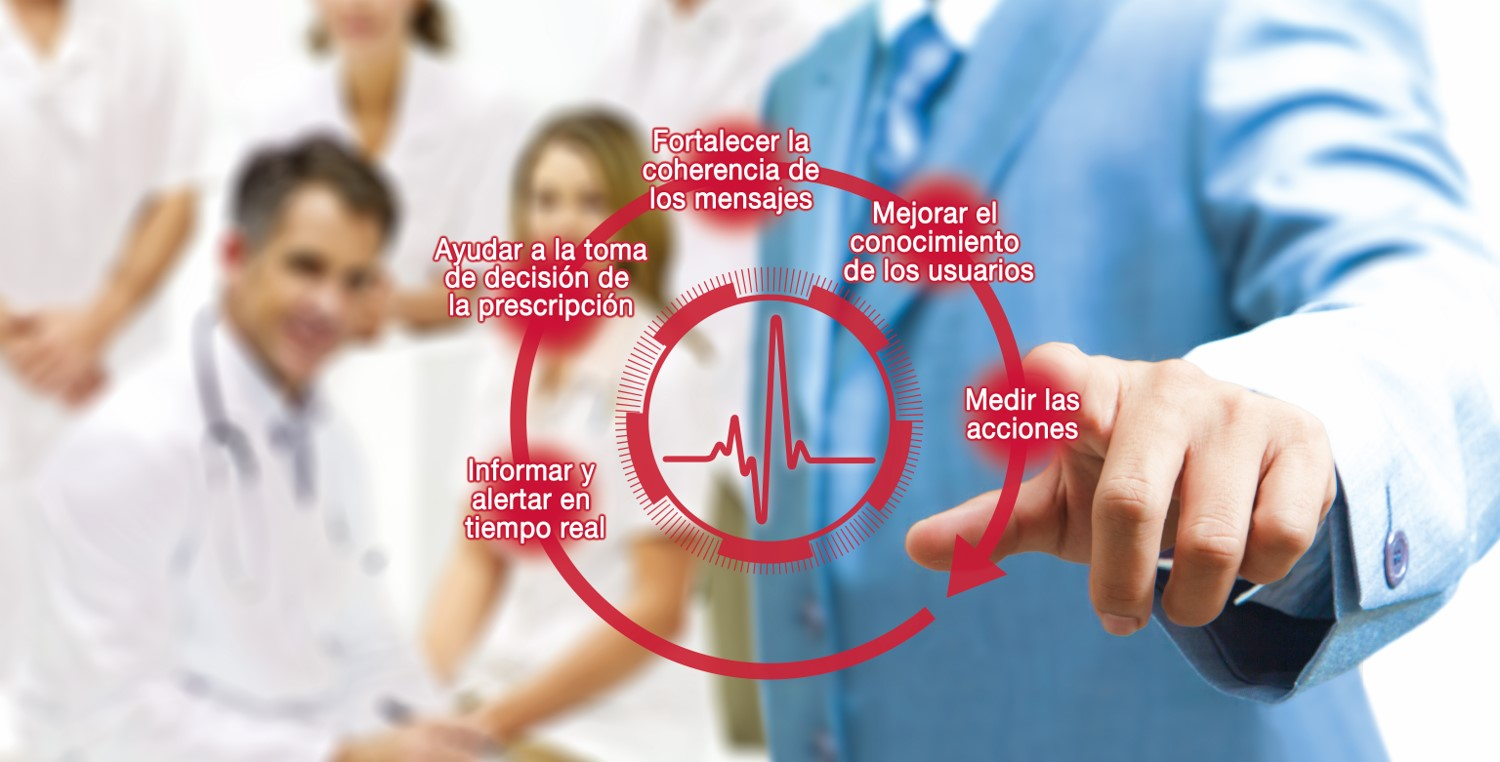 Fortalecer la
coherencia de
los mensajes
Mejorar el
conocimiento
de los usuarios
Medir las
acciones
Ayudar a la toma
de decisión de
la prescripción
Informar y
alertar en
tiempo real